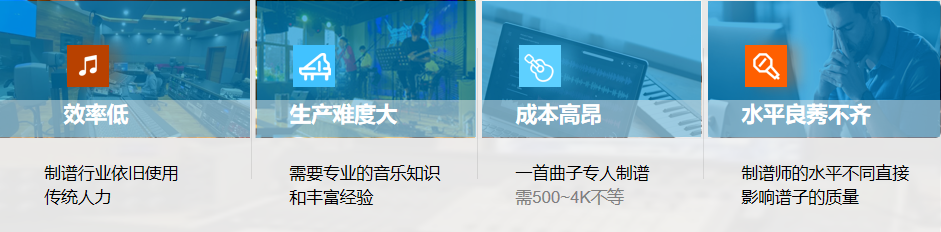 效率低
生产难度大
成本高昂
水平良莠不齐
制谱行业依旧使用
传统人力
需要专业的音乐知识
和丰富经验
一首曲子专人制谱
需500~4K不等
制谱师的水平不同直接
影响谱子的质量